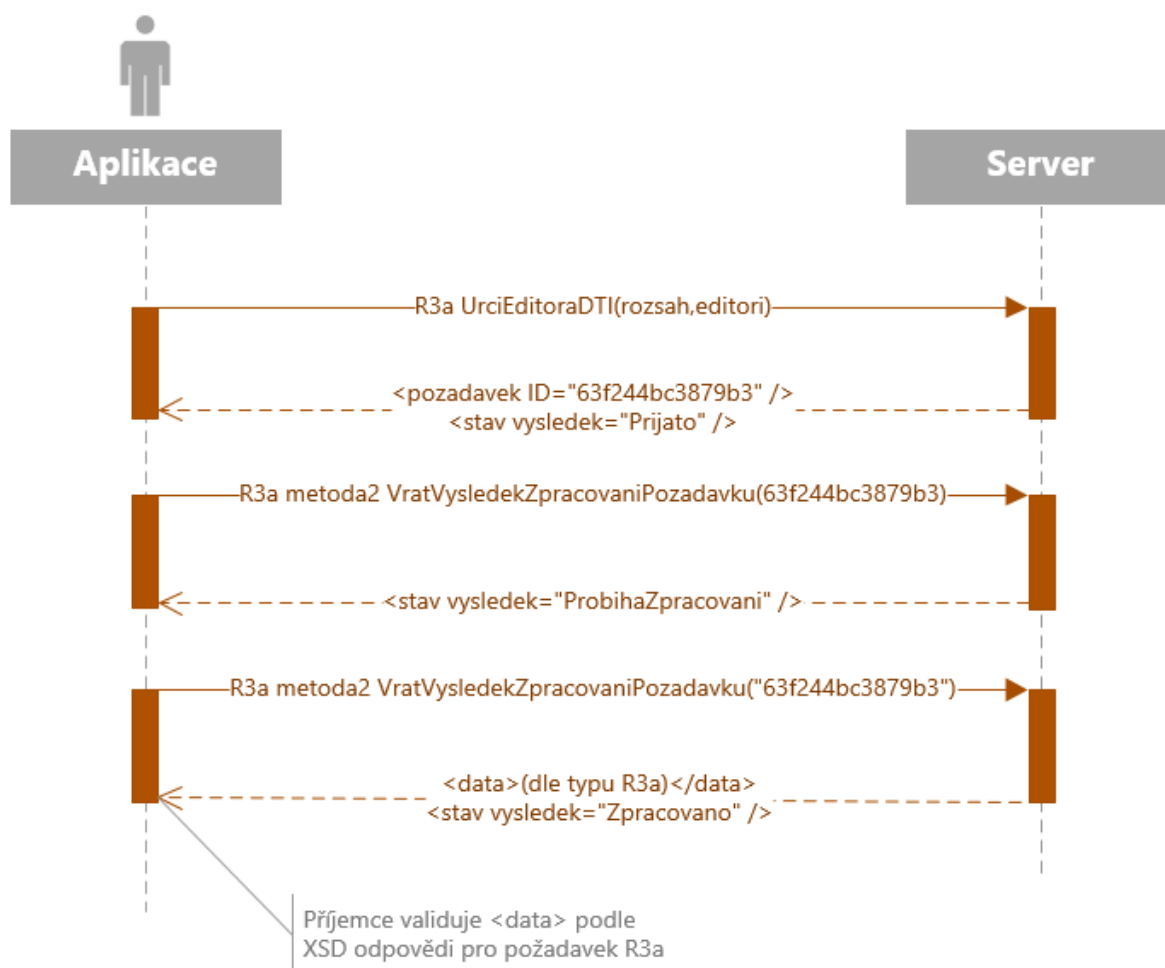 Aplikace
Server
R3a UrciEditoraDTI(rozsah,editori)
<pozadavek ID="63f244bc3879b3" />
<stav vysledek="Prijato" />
R3a metoda2 VratVysledekZpracovaniPozadavku(63f244bc3879b3)
<stav vysledek="ProbihaZpracovani" />
R3a metoda2 VratVysledekZpracovaniPozadavku("63f244bc3879b3")
<data>(dle typu R3a)</data>
<stav vysledek="Zpracovano" />
Příjemce validuje <data> podle
XSD odpovědi pro požadavek R3a